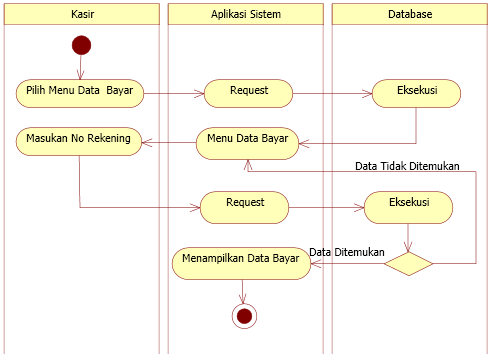 Kasir
Aplikasi Sistem
Database
Pilih Menu Data Bayar
Request
Eksekusi
Masukan No Rekening
Menu Data Bayar
Data Tidak Ditemukan
Request
Eksekusi
Data Ditemukan
Menampilkan Data Bayar